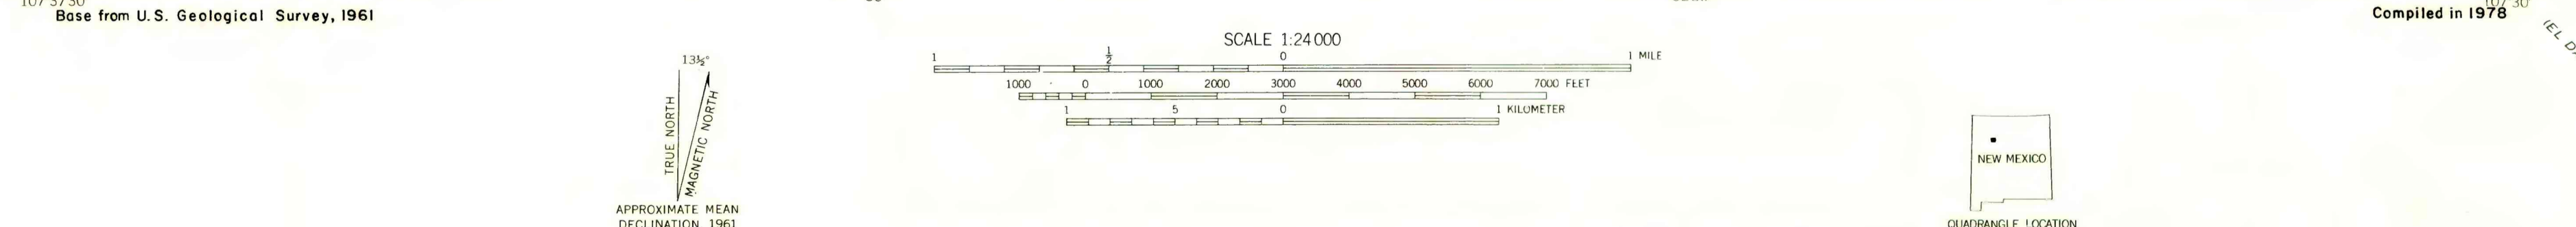 Base from U.S. Geological Survey, 1961
Compiled in 1978
SCALE 1:24 000
1 1/2 0 1 MILE
1000 0 1000 2000 3000 4000 5000 6000 7000 FEET
1 5 0 1 KILOMETER
13½°
TRUE NORTH
MAGNETIC NORTH
APPROXIMATE MEAN
DECLINATION 1961
NEW MEXICO
QUADRANGLE LOCATION